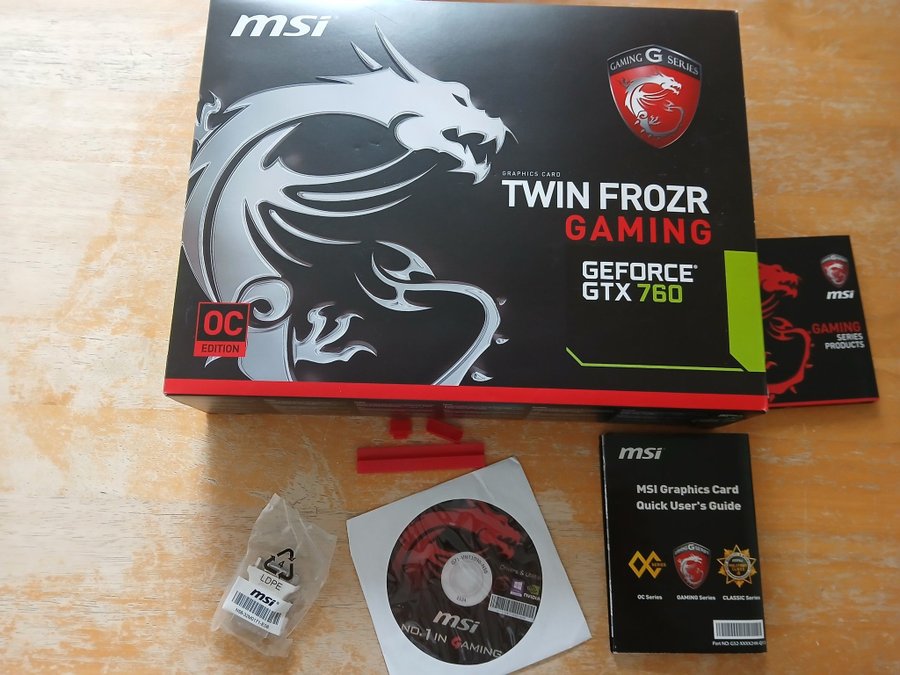 msi
GAMING G SERIES
GRAPHICS CARD
TWIN FROZR
GAMING
GEFORCE®
GTX 760
OC
EDITION
msi
GAMING
SERIES
PRODUCTS
msi
MSI Graphics Card
Quick User's Guide
OC Series
GAMING Series
CLASSIC Series
LDPE
msi
Drivers &
msi
NO.1 IN GAMING